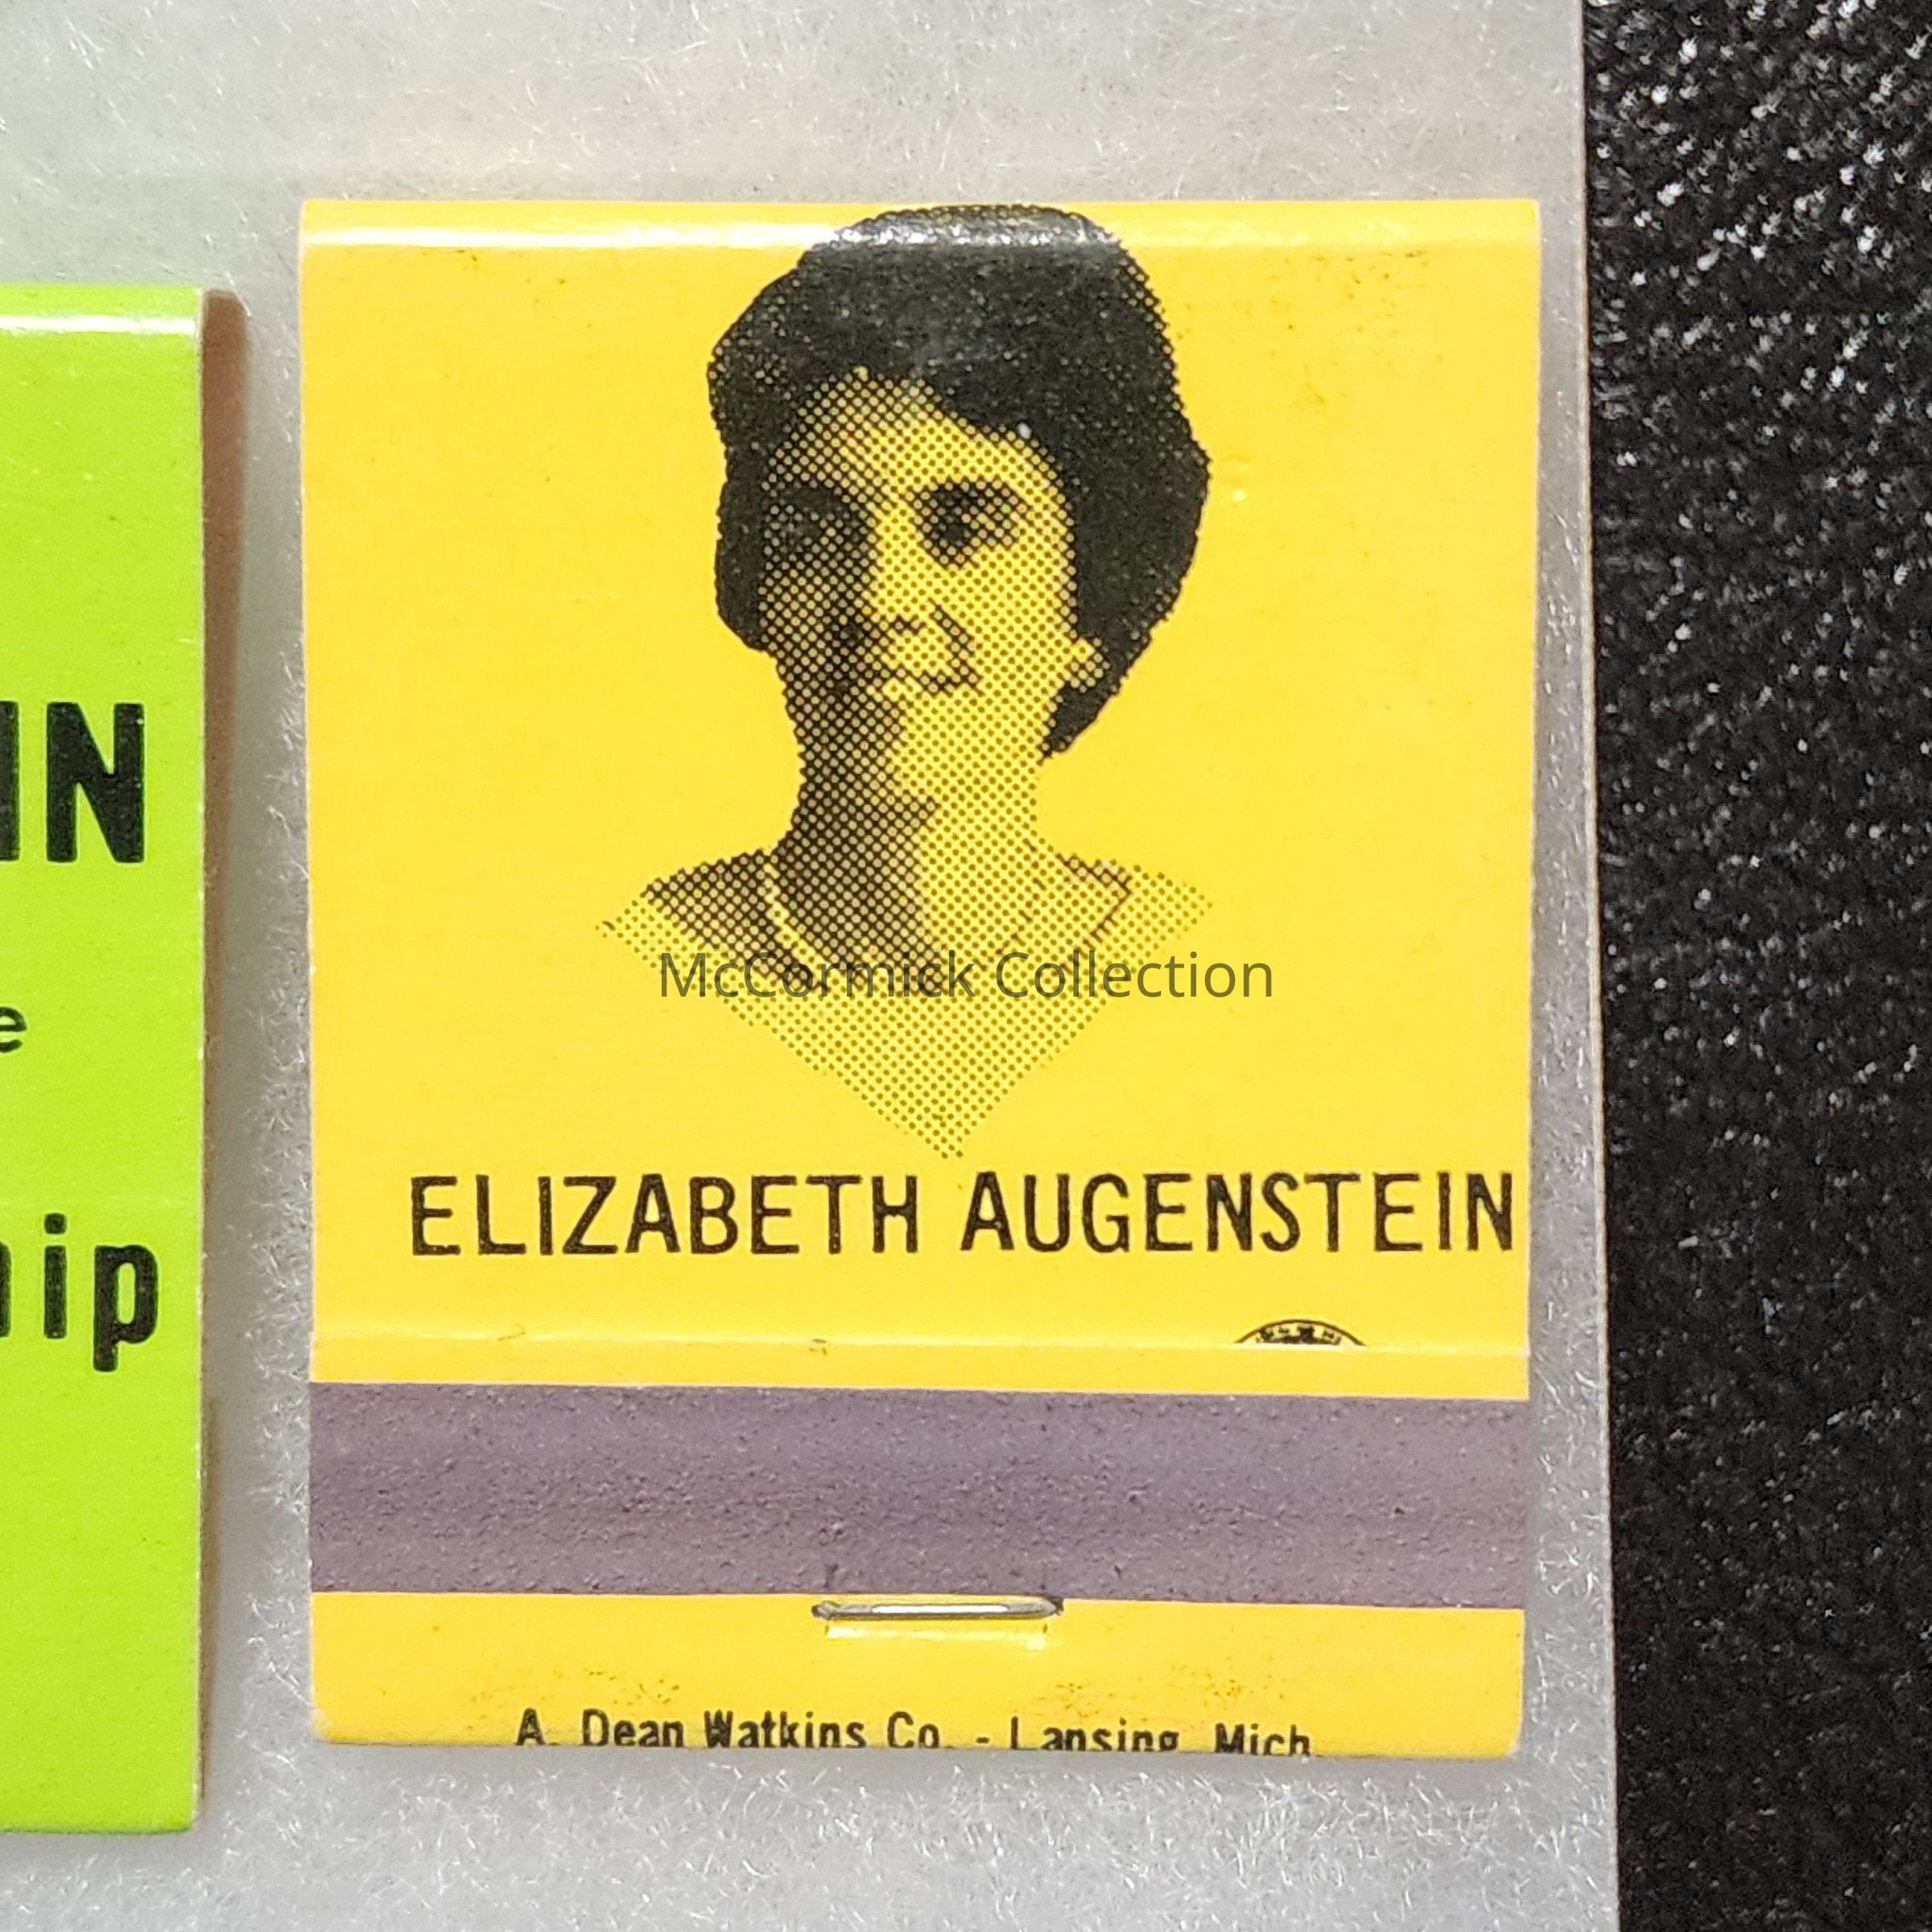 IN
e
hip
McCormick Collection
ELIZABETH AUGENSTEIN
A. Dean Watkins Co. - Lansing, Mich.